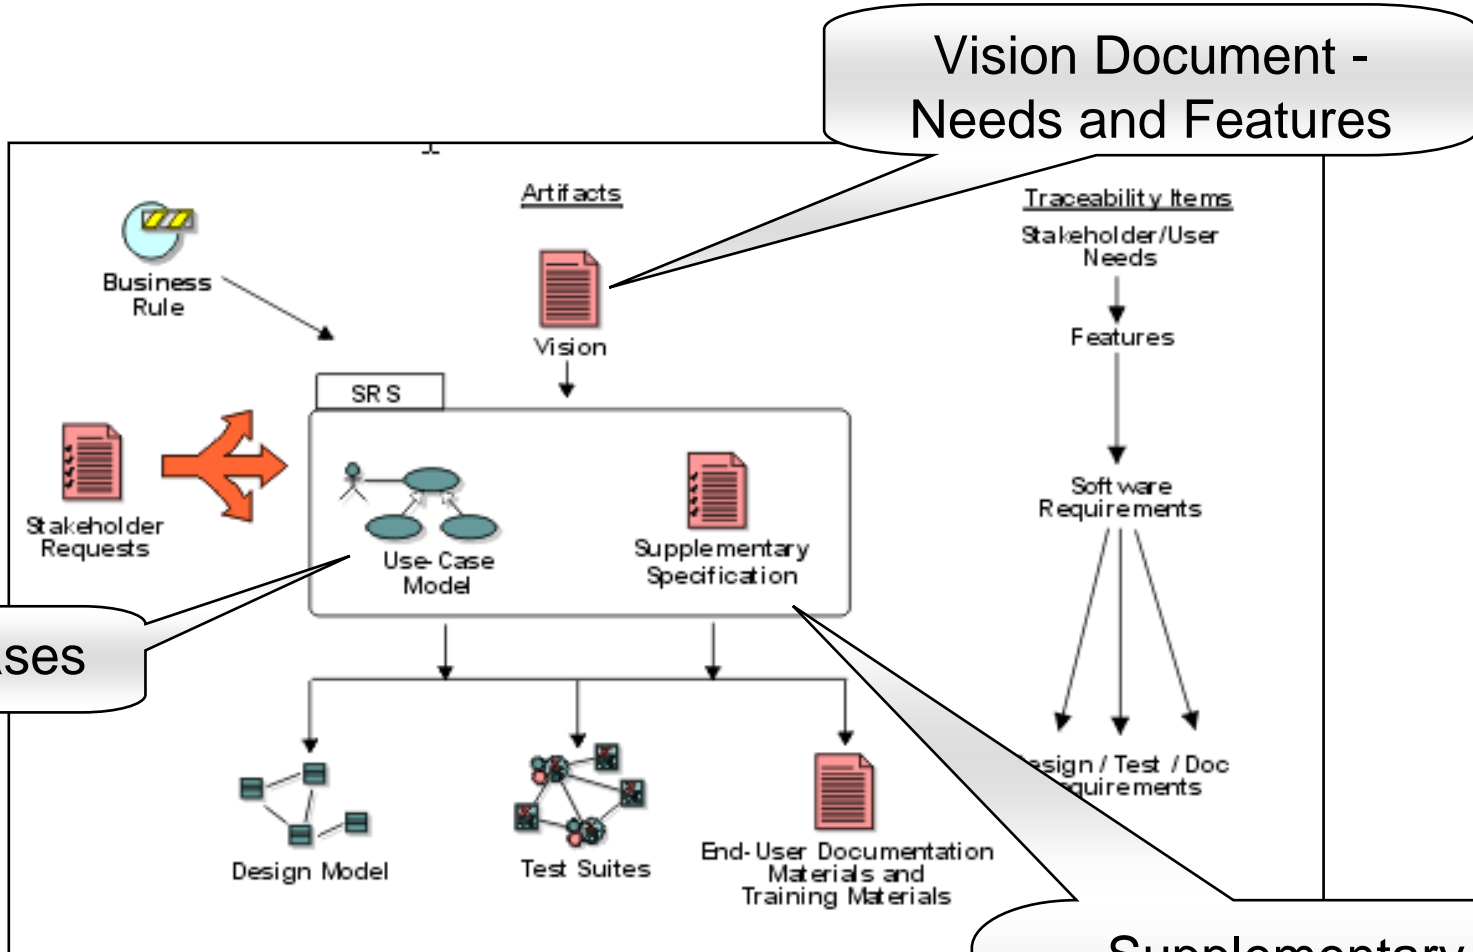 Vision Document -
Needs and Features
Artifacts
Traceability Items
Stakeholder/User
Needs
Business
Rule
Vision
Features
SRS
Stakeholder
Requests
Use-Case
Model
Supplementary
Specification
Software
Requirements
Design Model
Test Suites
End-User Documentation
Materials and
Training Materials
/ Test / Doc
Supplementary